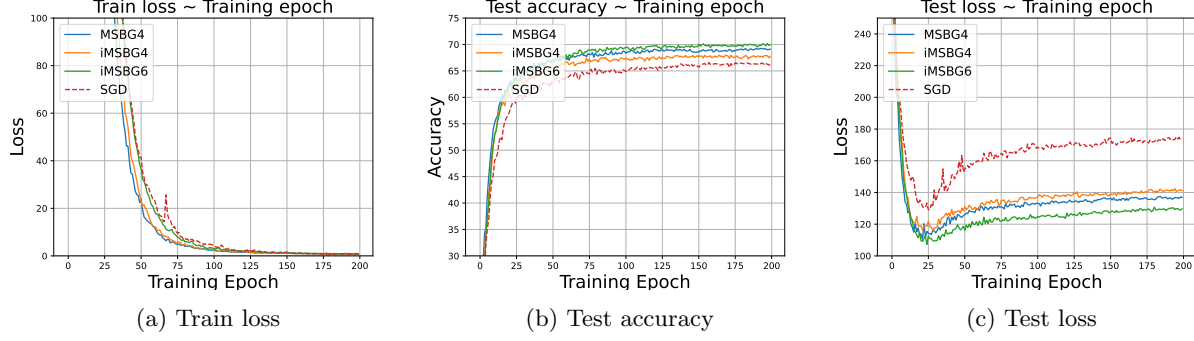 Train loss ~ Training epoch
100
80
60
40
20
0
Loss
MSBG4
iMSBG4
iMSBG6
SGD
0 25 50 75 100 125 150 175 200
Training Epoch
(a) Train loss
Test accuracy ~ Training epoch
75
70
65
60
55
50
45
40
35
30
Accuracy
MSBG4
iMSBG4
iMSBG6
SGD
0 25 50 75 100 125 150 175 200
Training Epoch
(b) Test accuracy
Test loss ~ Training epoch
240
220
200
180
160
140
120
100
Loss
MSBG4
iMSBG4
iMSBG6
SGD
0 25 50 75 100 125 150 175 200
Training Epoch
(c) Test loss